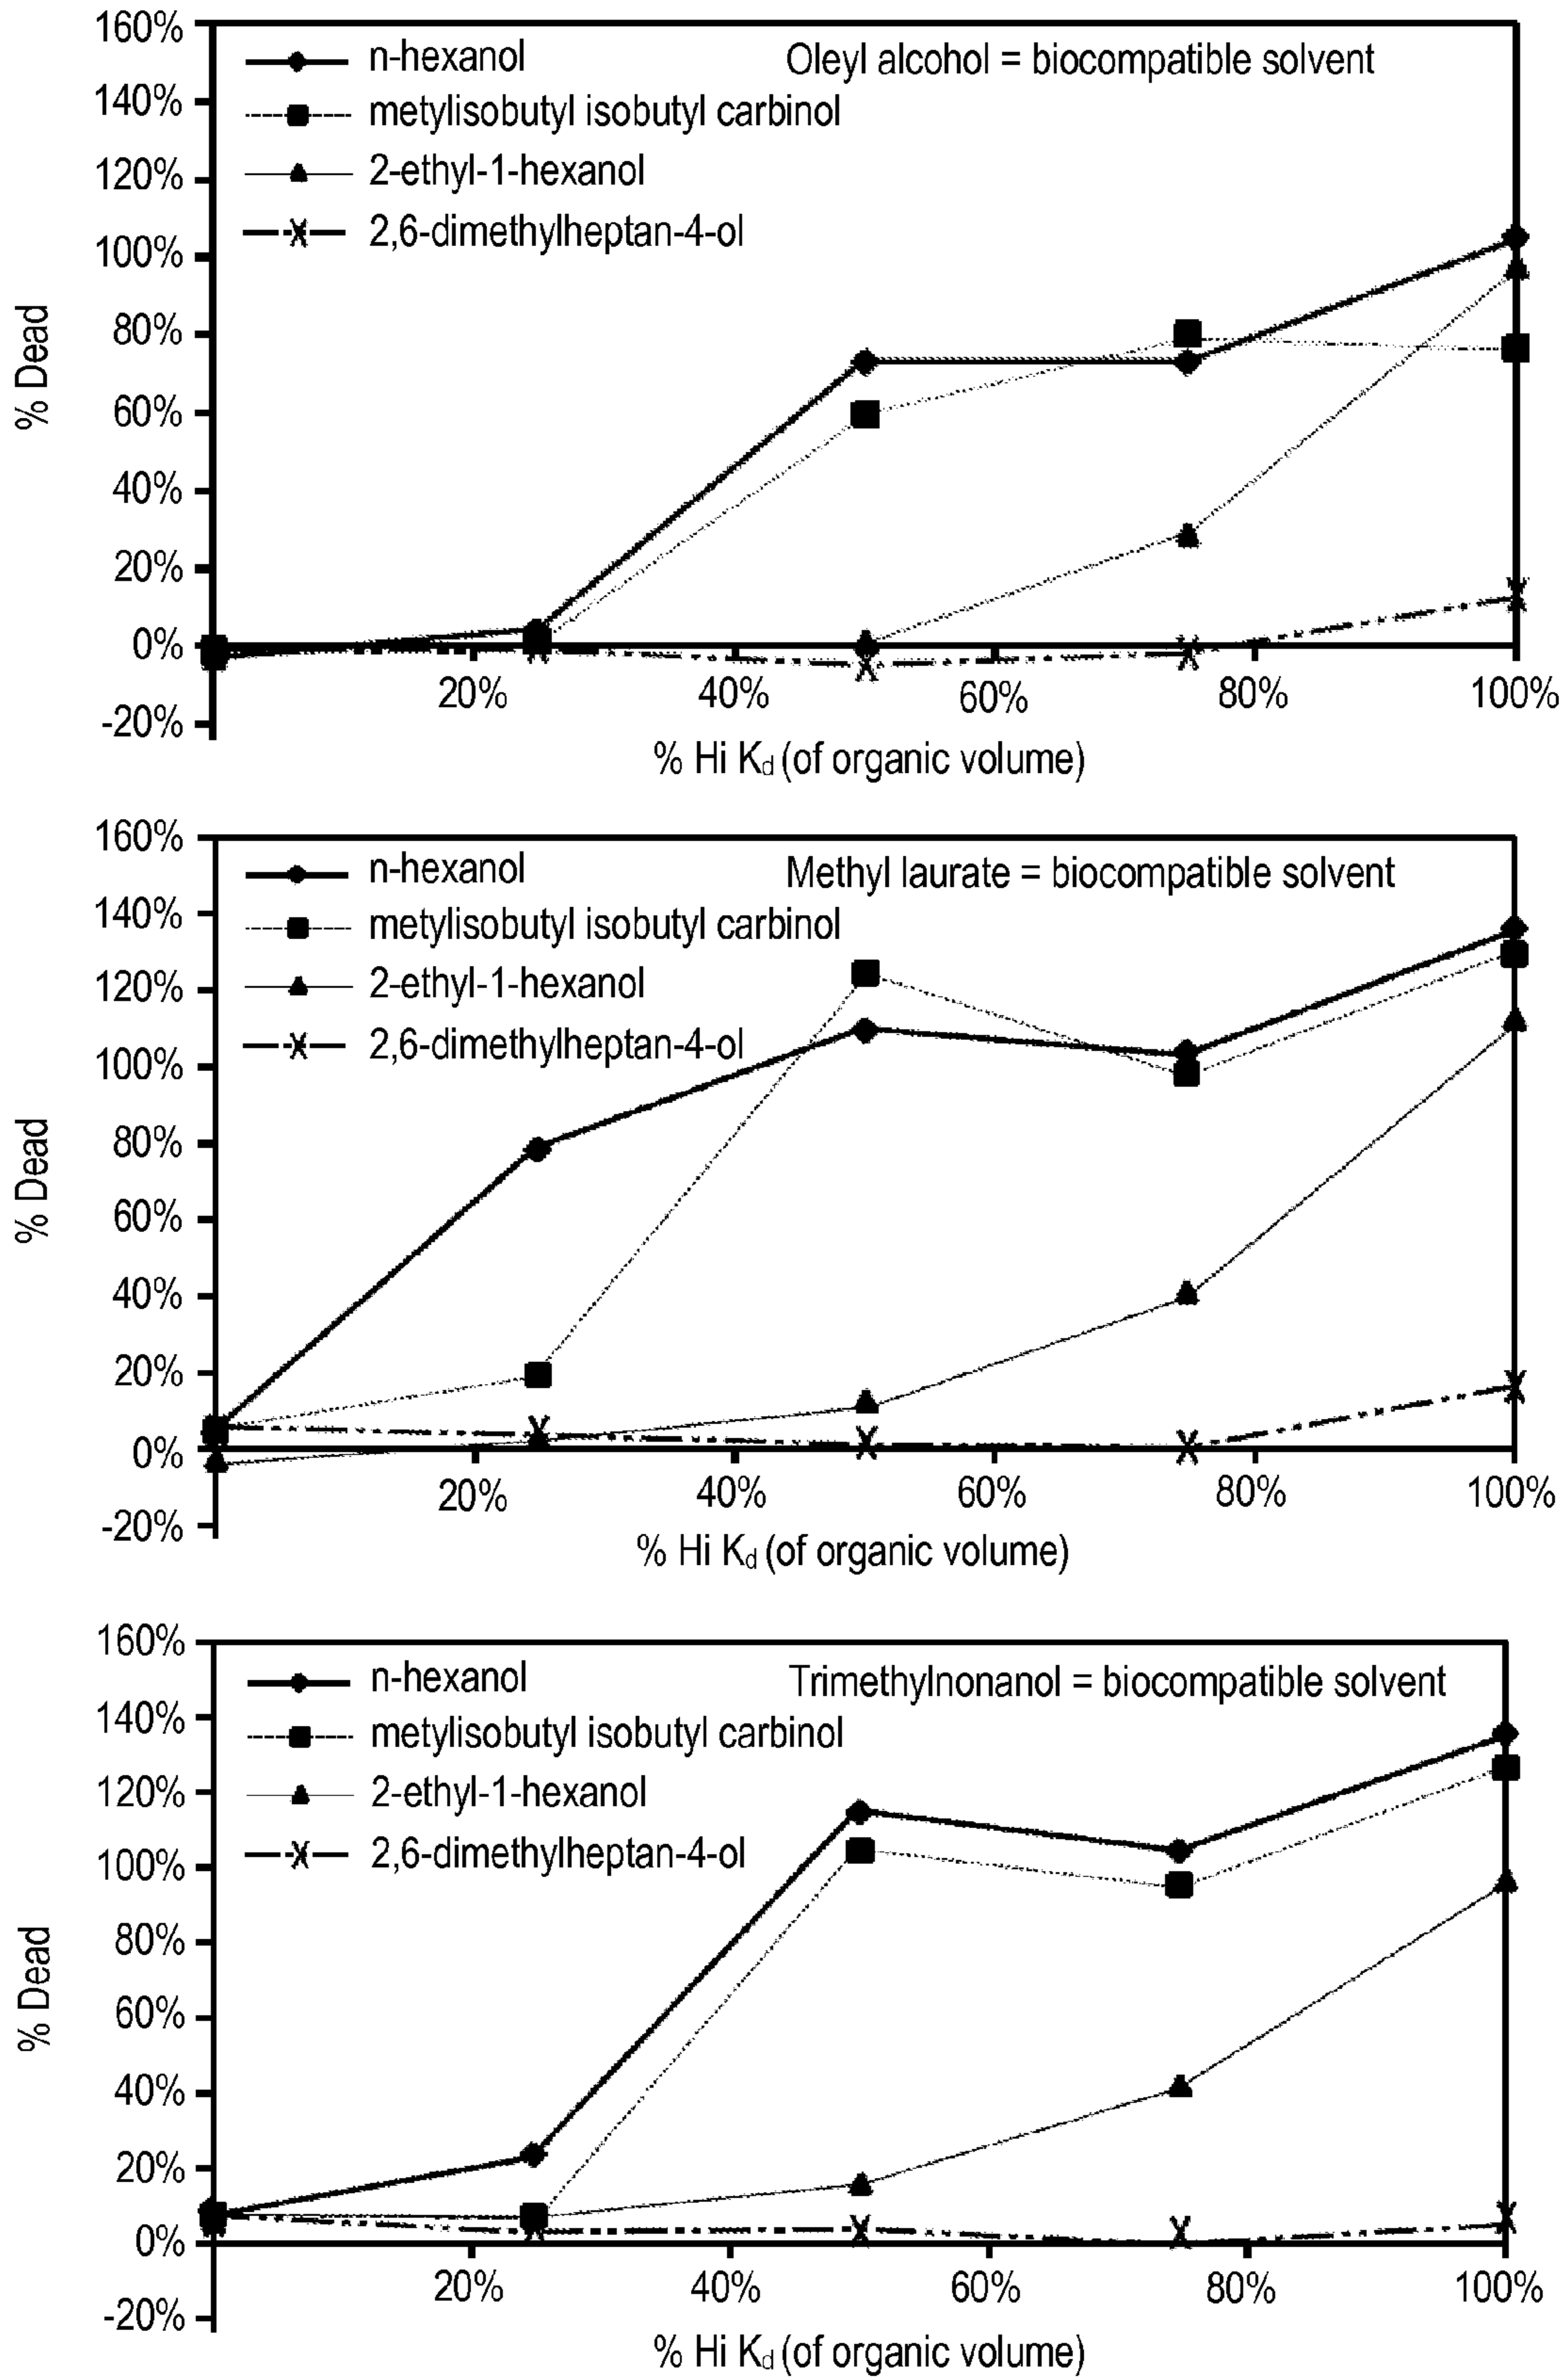 160%
n-hexanol
Oleyl alcohol = biocompatible solvent
140%
metylisobutyl isobutyl carbinol
120%
2-ethyl-1-hexanol
100%
2,6-dimethylheptan-4-ol
80%
60%
40%
20%
0%
-20%
% Dead
20% 40% 60% 80% 100%
% Hi Kd (of organic volume)
160%
n-hexanol
Methyl laurate = biocompatible solvent
140%
metylisobutyl isobutyl carbinol
120%
2-ethyl-1-hexanol
100%
2,6-dimethylheptan-4-ol
80%
60%
40%
20%
0%
-20%
% Dead
20% 40% 60% 80% 100%
% Hi Kd (of organic volume)
160%
n-hexanol
Trimethylnonanol = biocompatible solvent
140%
metylisobutyl isobutyl carbinol
120%
2-ethyl-1-hexanol
100%
2,6-dimethylheptan-4-ol
80%
60%
40%
20%
0%
-20%
% Dead
20% 40% 60% 80% 100%
% Hi Kd (of organic volume)